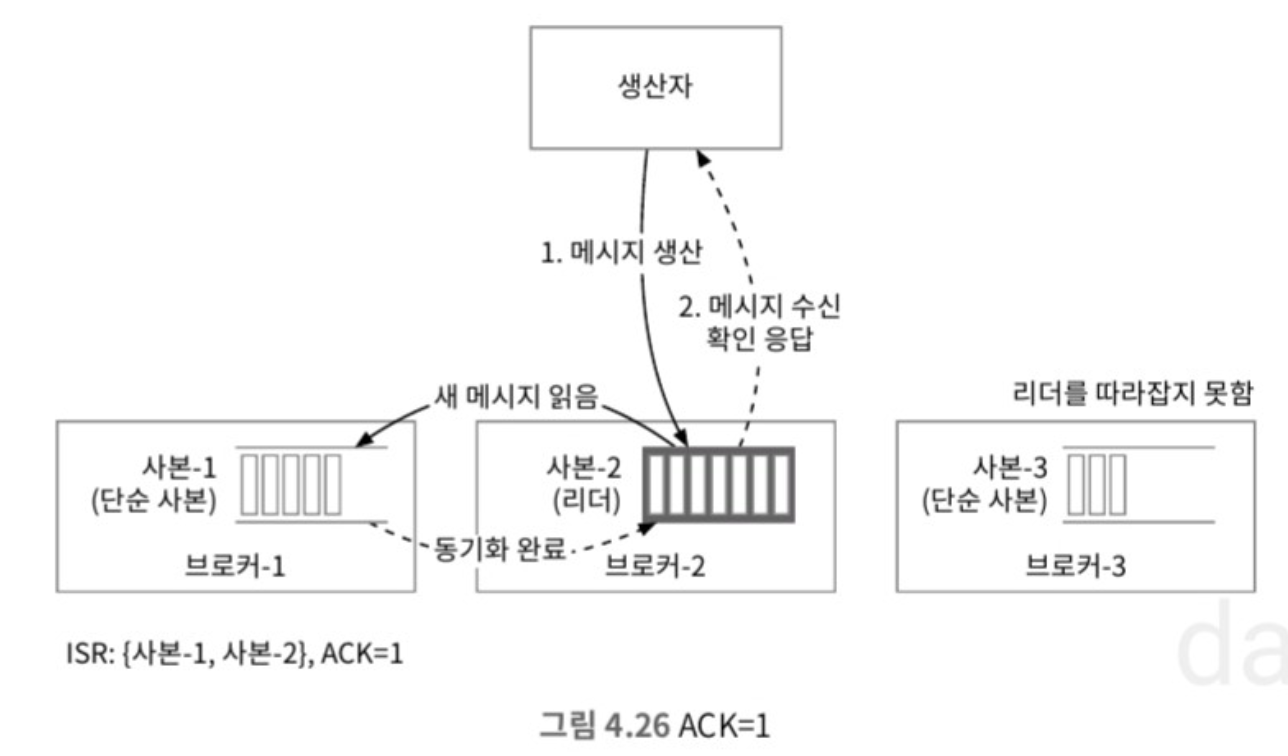 생산자
1. 메시지 생산
2. 메시지 수신
확인 응답
새 메시지 읽음
리더를 따라잡지 못함
사본-1
(단순 사본)
브로커-1
사본-2
(리더)
브로커-2
사본-3
(단순 사본)
브로커-3
동기화 완료
ISR: {사본-1, 사본-2}, ACK=1
da
그림 4.26 ACK=1